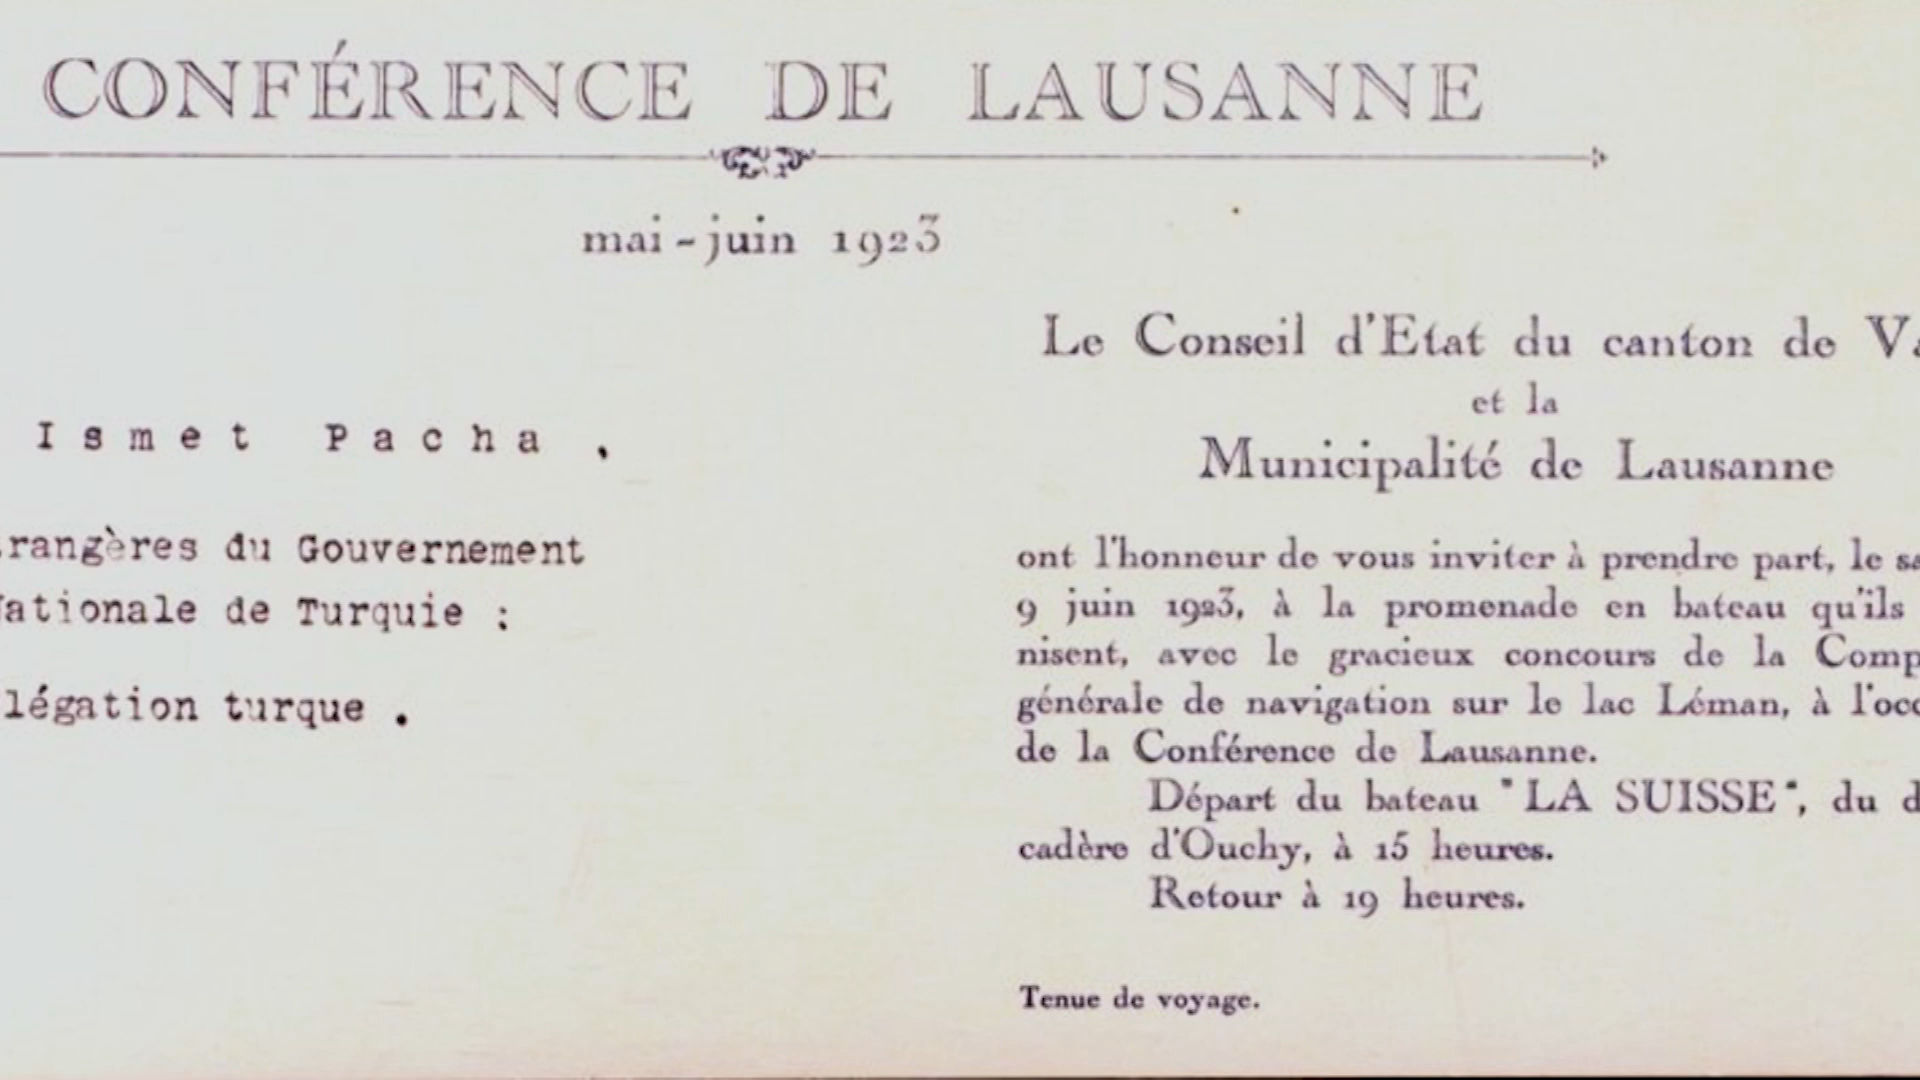 CONFÉRENCE DE LAUSANNE
mai-juin 1923
Ismet Pacha.
rangères du Gouvernement
ationale de Turquie :
légation turque .
Le Conseil d'Etat du canton de
et la
Municipalité de Lausanne
ont l'honneur de vous inviter à prendre part, le
9 juin 1923, à la promenade en bateau qu'ils
nisent, avec le gracieux concours de la Comp
générale de navigation sur le lac Léman, à l'occ
de la Conférence de Lausanne.
Départ du bateau "LA SUISSE", du d
cadère d'Ouchy, à 15 heures.
Retour à 19 heures.
Tenue de voyage.